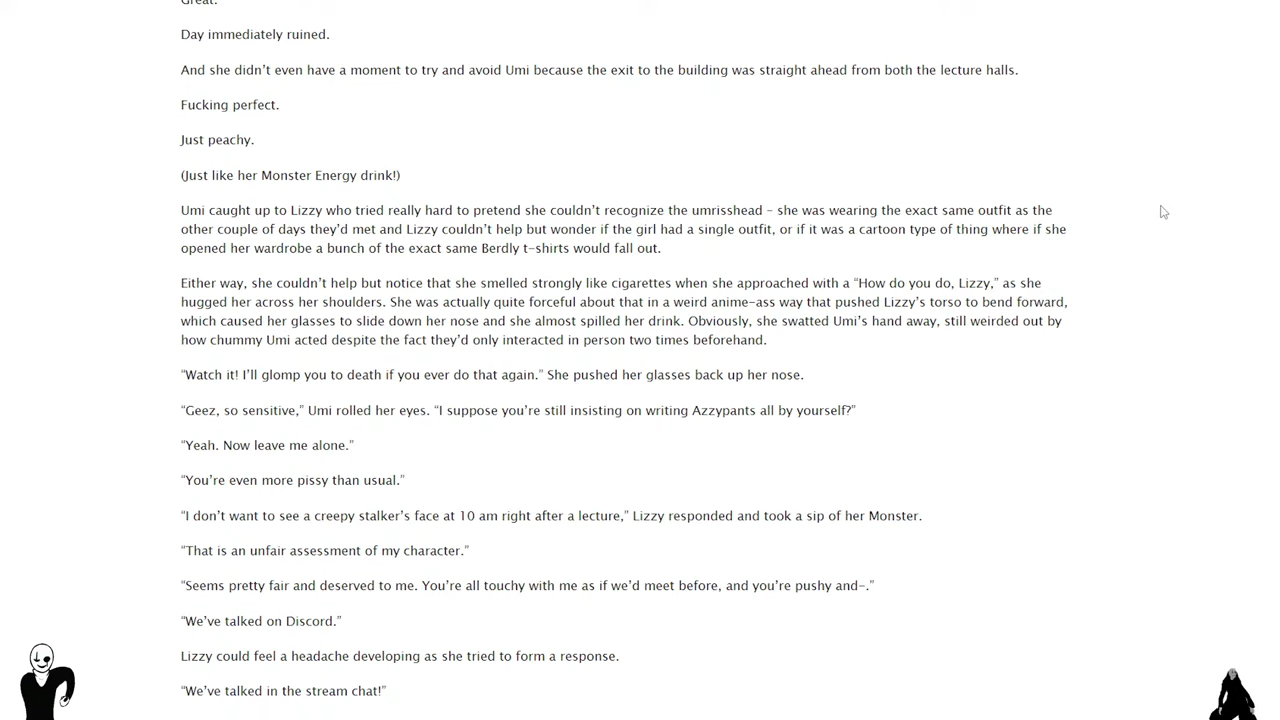 Great.
Day immediately ruined.
And she didn’t even have a moment to try and avoid Umi because the exit to the building was straight ahead from both the lecture halls.
Fucking perfect.
Just peachy.
(Just like her Monster Energy drink!)
Umi caught up to Lizzy who tried really hard to pretend she couldn’t recognize the umrisshead – she was wearing the exact same outfit as the
other couple of days they’d met and Lizzy couldn’t help but wonder if the girl had a single outfit, or if it was a cartoon type of thing where if she
opened her wardrobe a bunch of the exact same Berdly t-shirts would fall out.
Either way, she couldn’t help but notice that she smelled strongly like cigarettes when she approached with a “How do you do, Lizzy,” as she
hugged her across her shoulders. She was actually quite forceful about that in a weird anime-ass way that pushed Lizzy’s torso to bend forward,
which caused her glasses to slide down her nose and she almost spilled her drink. Obviously, she swatted Umi’s hand away, still weirded out by
how chummy Umi acted despite the fact they’d only interacted in person two times beforehand.
“Watch it! I’ll glomp you to death if you ever do that again.” She pushed her glasses back up her nose.
“Geez, so sensitive,” Umi rolled her eyes. “I suppose you’re still insisting on writing Azzypants all by yourself?”
“Yeah. Now leave me alone.”
“You’re even more pissy than usual.”
“I don’t want to see a creepy stalker’s face at 10 am right after a lecture,” Lizzy responded and took a sip of her Monster.
“That is an unfair assessment of my character.”
“Seems pretty fair and deserved to me. You’re all touchy with me as if we’d meet before, and you’re pushy and–.”
“We’ve talked on Discord.”
Lizzy could feel a headache developing as she tried to form a response.
“We’ve talked in the stream chat!”